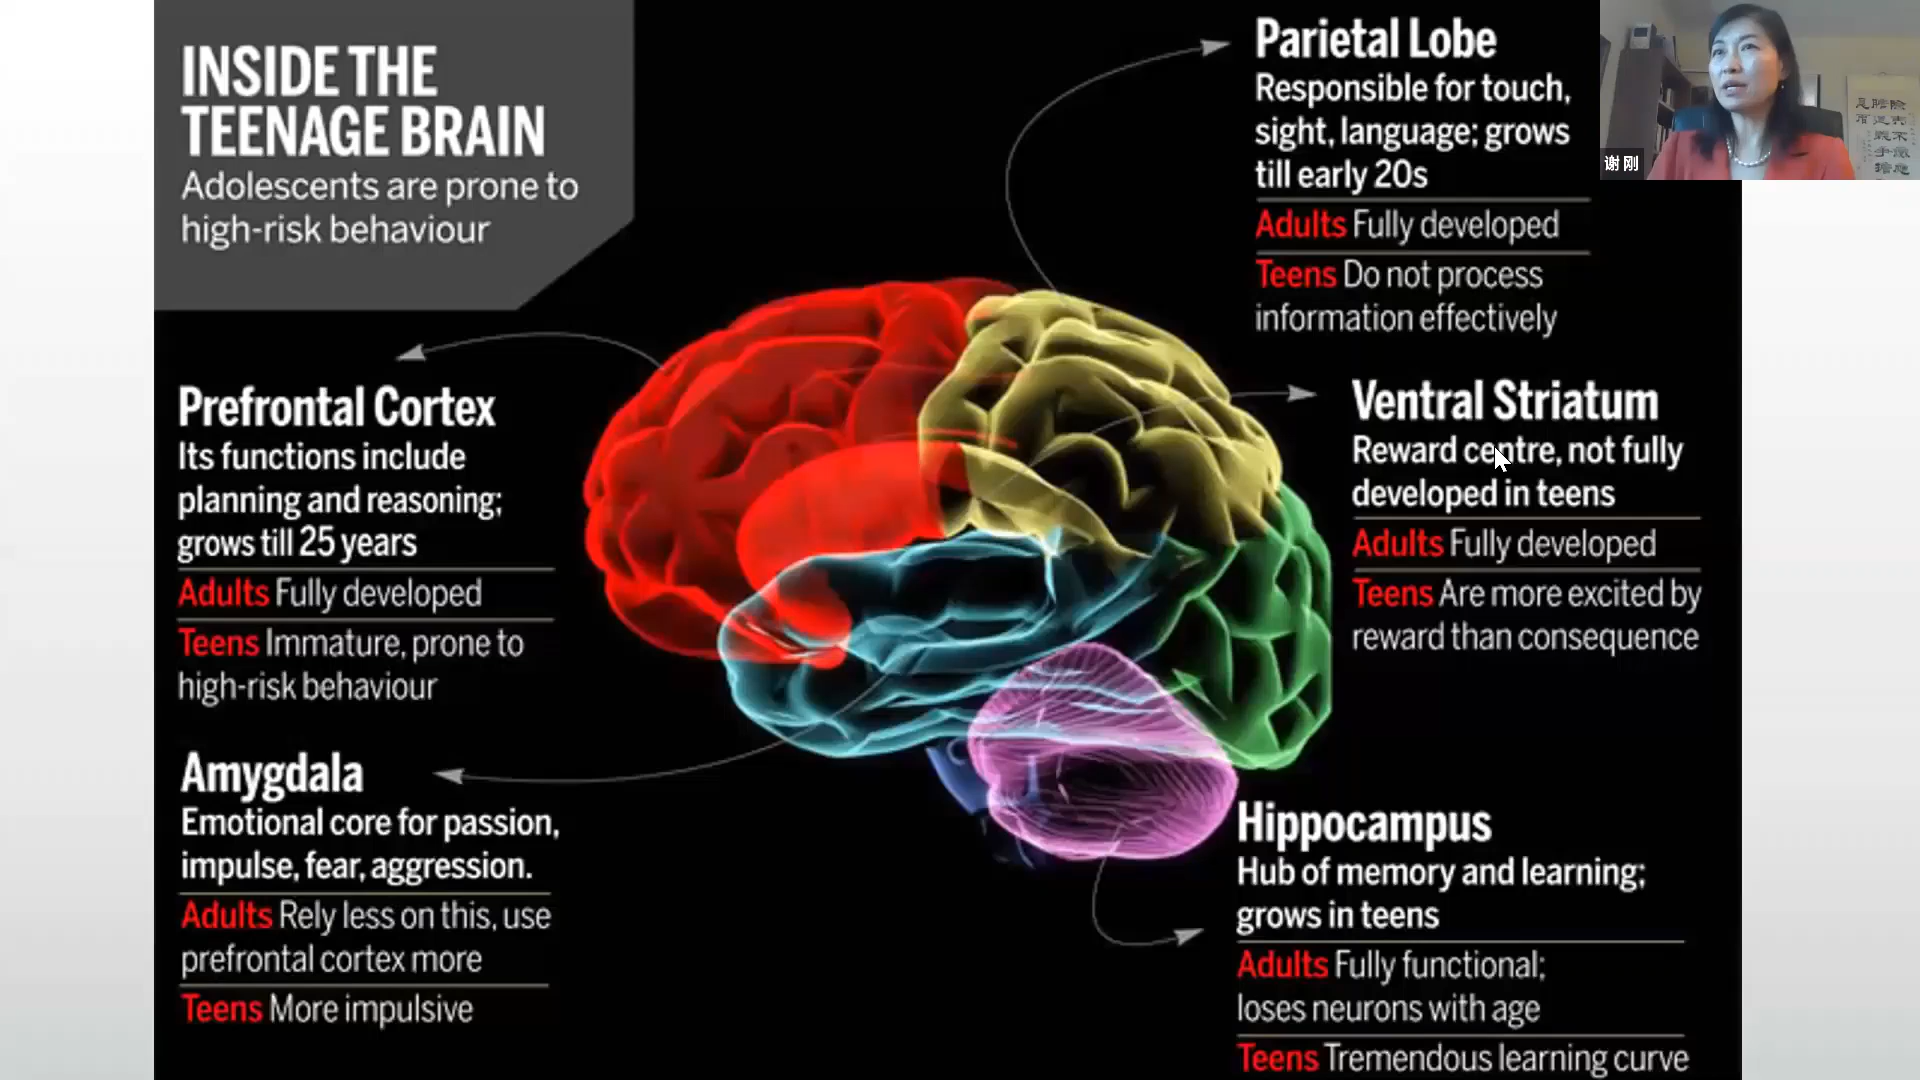 INSIDE THE
TEENAGE BRAIN
Adolescents are prone to
high-risk behaviour
Prefrontal Cortex
Its functions include
planning and reasoning;
grows till 25 years
Adults Fully developed
Teens Immature, prone to
high-risk behaviour
Amygdala
Emotional core for passion,
impulse, fear, aggression.
Adults Rely less on this, use
prefrontal cortex more
Teens More impulsive
Parietal Lobe
Responsible for touch,
sight, language; grows
till early 20s
Adults Fully developed
Teens Do not process
information effectively
Ventral Striatum
Reward centre, not fully
developed in teens
Adults Fully developed
Teens Are more excited by
reward than consequence
Hippocampus
Hub of memory and learning;
grows in teens
Adults Fully functional;
loses neurons with age
Teens Tremendous learning curve
谢刚